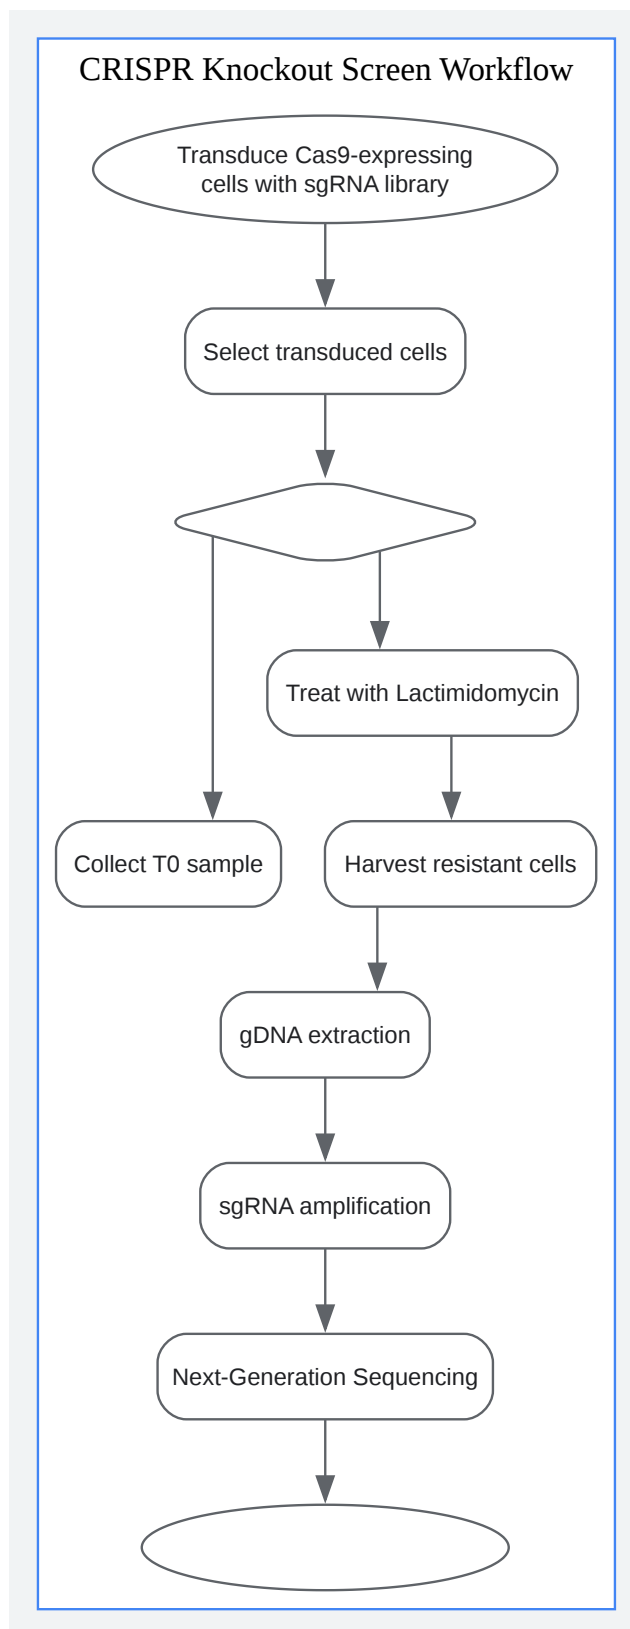 CRISPR Knockout Screen Workflow
Transduce Cas9-expressing
cells with sgRNA library
Select transduced cells
Treat with Lactimidomycin
Collect T0 sample
Harvest resistant cells
gDNA extraction
sgRNA amplification
Next-Generation Sequencing